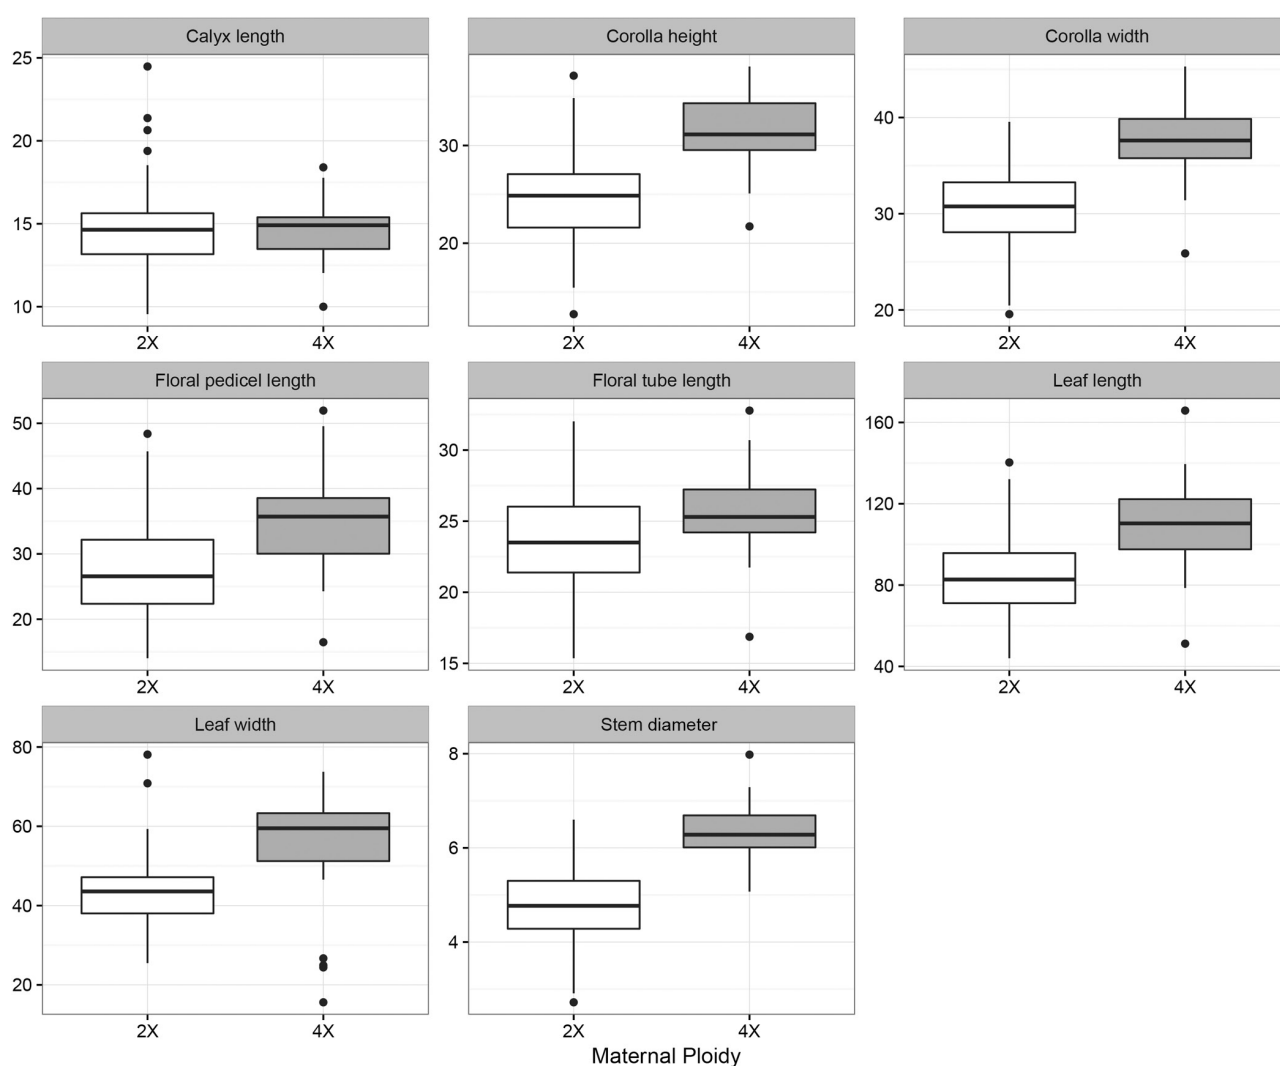 Calyx length
Corolla height
Corolla width
25
20
15
10
30
20
40
30
20
2X
4X
2X
4X
2X
4X
Floral pedicel length
Floral tube length
Leaf length
50
40
30
20
30
25
20
15
160
120
80
40
2X
4X
2X
4X
2X
4X
Leaf width
Stem diameter
80
60
40
20
8
6
4
2X
4X
2X
4X
Maternal Ploidy